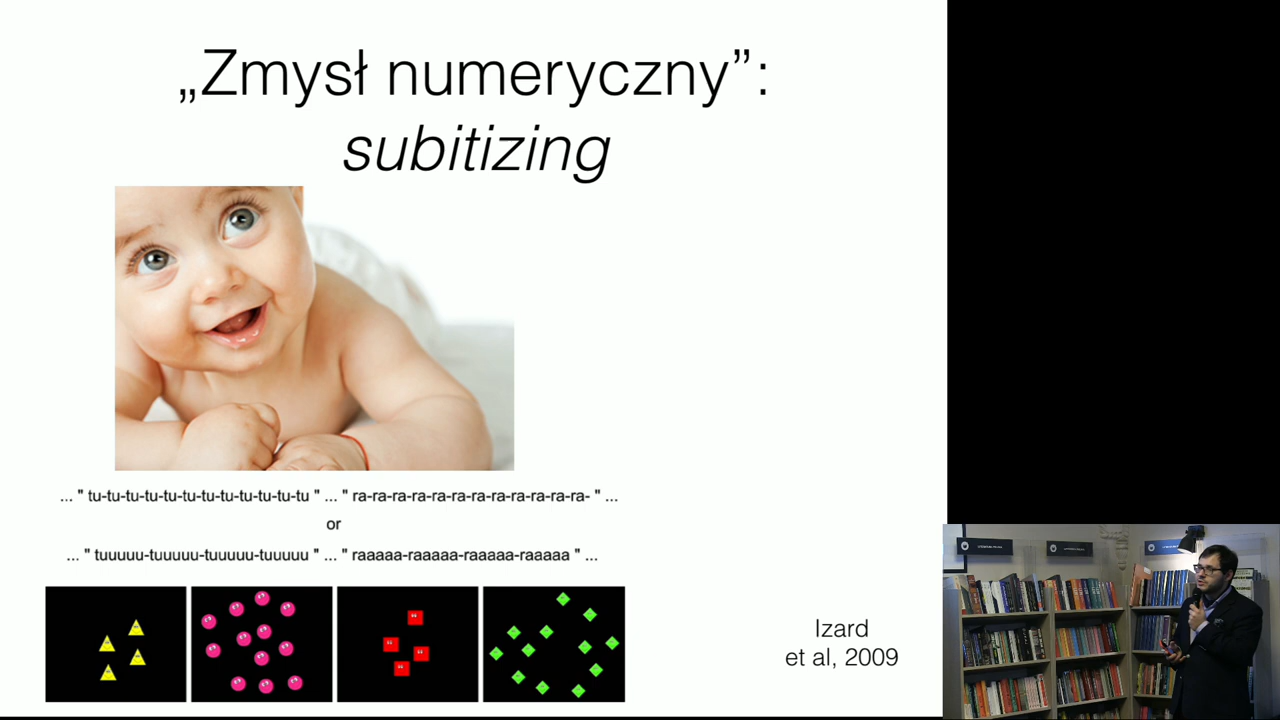 „Zmysł numeryczny”:
subitizing
... " tu-tu-tu-tu-tu-tu-tu-tu-tu-tu-tu-tu " ... " ra-ra-ra-ra-ra-ra-ra-ra-ra-ra-ra-ra- " ...
or
... " tuuuuu-tuuuuu-tuuuuu-tuuuuu " ... " raaaaa-raaaaa-raaaaa-raaaaa " ...
Izard
et al, 2009